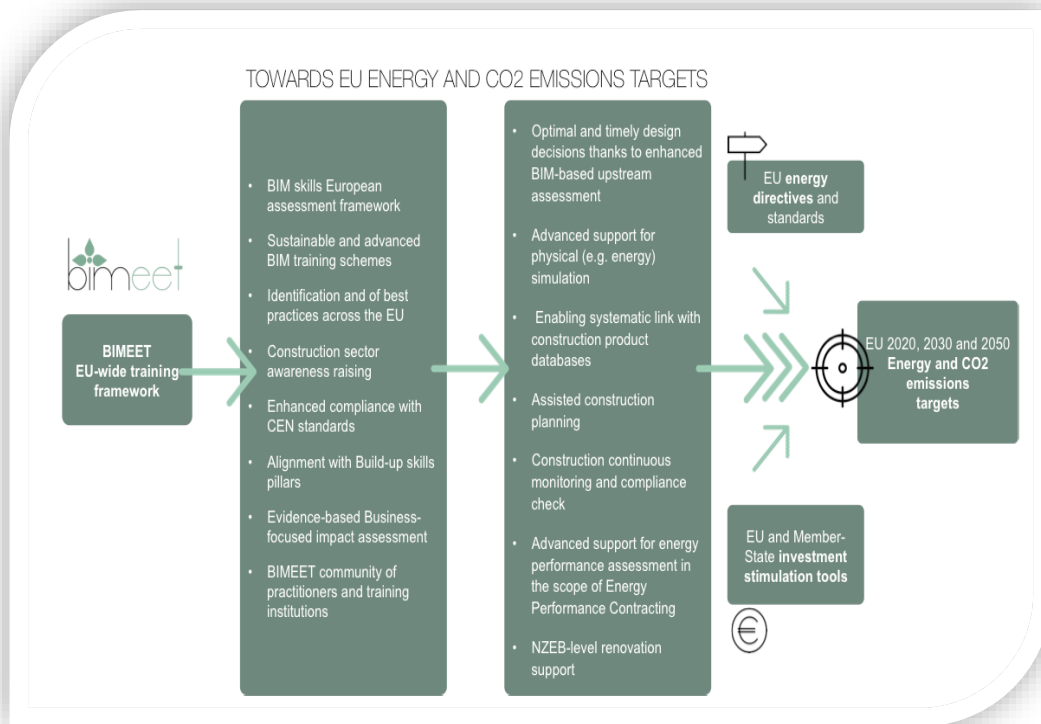 TOWARDS EU ENERGY AND CO2 EMISSIONS TARGETS
bimeet
BIMEET
EU-wide training
framework
• BIM skills European
assessment framework
• Sustainable and advanced
BIM training schemes
• Identification and of best
practices across the EU
• Construction sector
awareness raising
• Enhanced compliance with
CEN standards
• Alignment with Build-up skills
pillars
• Evidence-based Business-
focused impact assessment
• BIMEET community of
practitioners and training
institutions
• Optimal and timely design
decisions thanks to enhanced
BIM-based upstream
assessment
• Advanced support for
physical (e.g. energy)
simulation
• Enabling systematic link with
construction product
databases
• Assisted construction
planning
• Construction continuous
monitoring and compliance
check
• Advanced support for energy
performance assessment in
the scope of Energy
Performance Contracting
• NZEB-level renovation
support
EU energy
directives and
standards
EU and Member-
State investment
stimulation tools
€
EU 2020, 2030 and 2050
Energy and CO2
emissions
targets